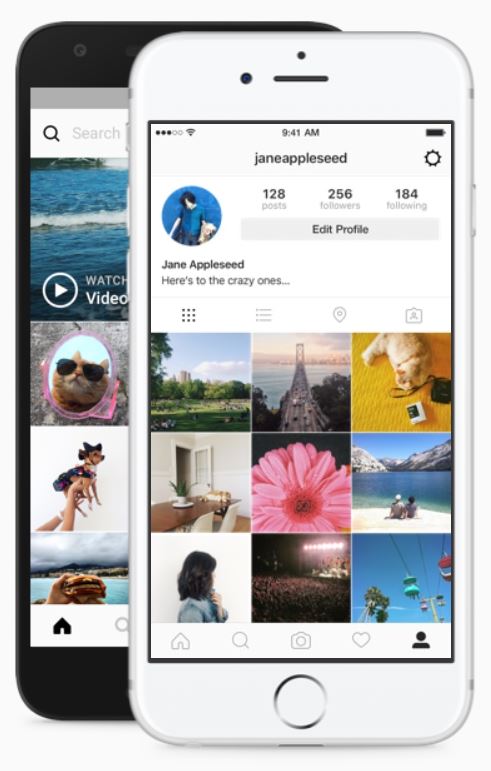 Search
WATCH
Video
9:41 AM
janeappleseed
128 256 184
posts followers following
Edit Profile
Jane Appleseed
Here's to the crazy ones...